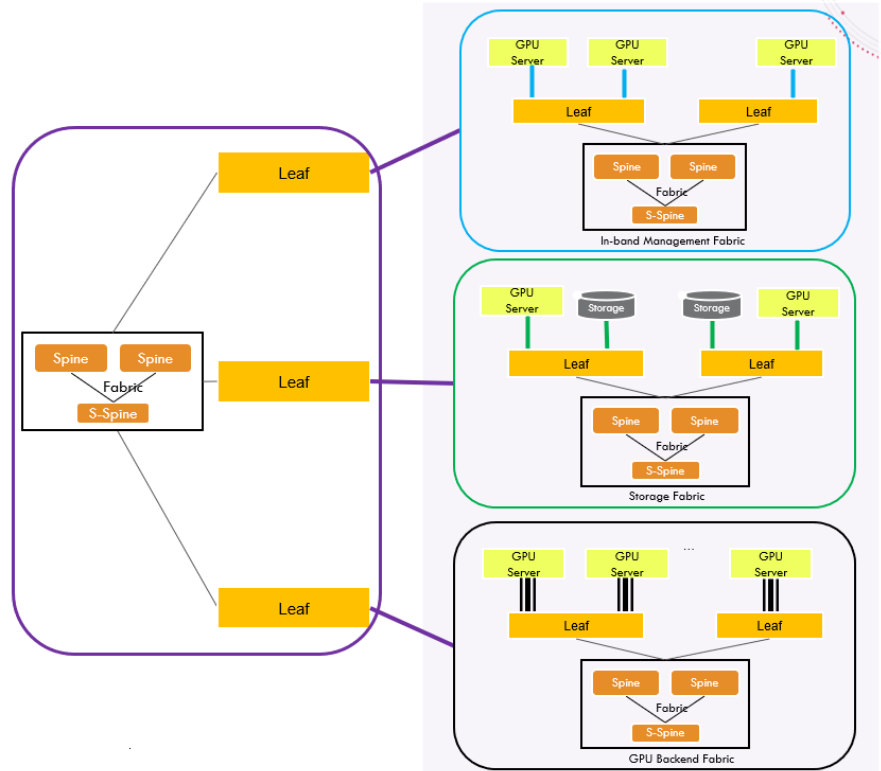 Leaf
Spine
Spine
Fabric
S-Spine
Leaf
Leaf
GPU
Server
GPU
Server
GPU
Server
Leaf
Leaf
Spine
Spine
Fabric
S-Spine
In-band Management Fabric
GPU
Server
Storage
Storage
GPU
Server
Leaf
Leaf
Spine
Spine
Fabric
S-Spine
Storage Fabric
GPU
Server
GPU
Server
...
GPU
Server
Leaf
Leaf
Spine
Spine
Fabric
S-Spine
GPU Backend Fabric